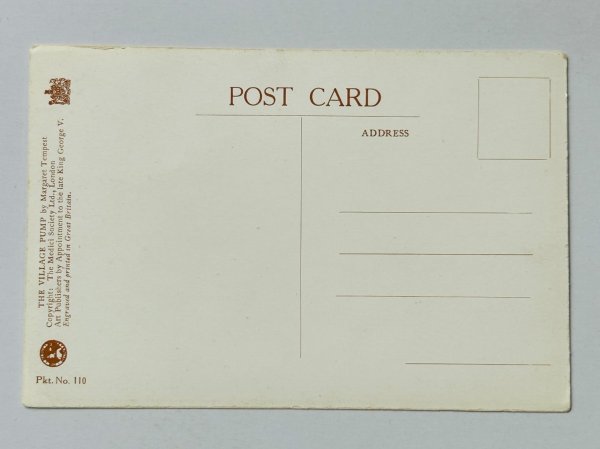 POST CARD
ADDRESS
THE VILLAGE PUMP by Margaret Tempest
Copyright: The Medici Society Ltd., London
Art Publishers by Appointment to the late King George V.
Engraved and printed in Great Britain.
Pkt. No. 110